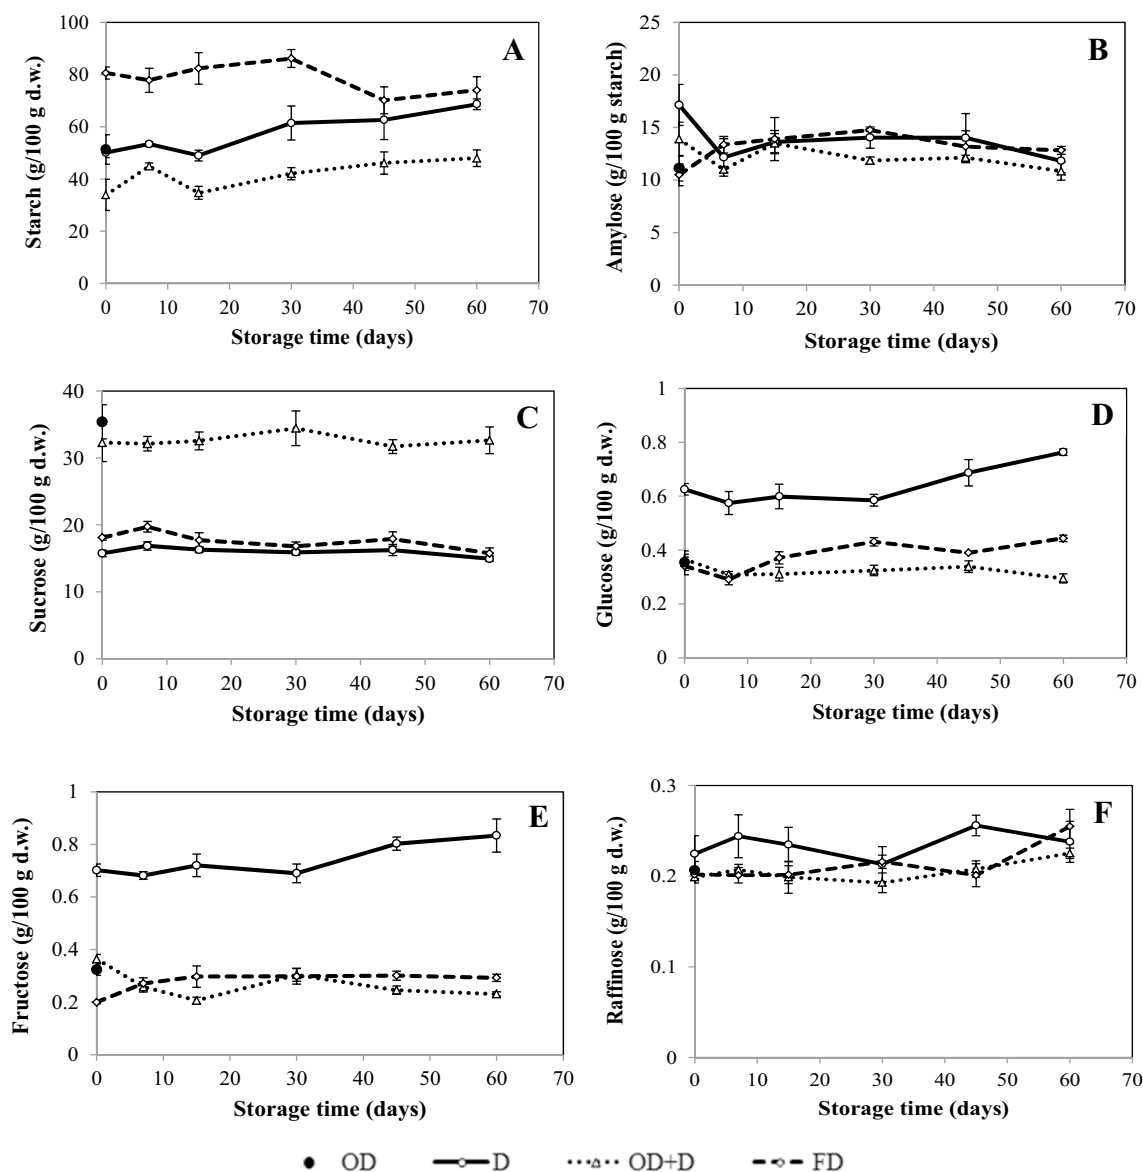 A
Starch (g/100 g d.w.)
100
80
60
40
20
0
0 10 20 30 40 50 60 70
Storage time (days)
B
Amylose (g/100 g starch)
25
20
15
10
5
0
0 10 20 30 40 50 60 70
Storage time (days)
C
Sucrose (g/100 g d.w.)
40
30
20
10
0
0 10 20 30 40 50 60 70
Storage time (days)
D
Glucose (g/100 g d.w.)
1
0.8
0.6
0.4
0.2
0
0 10 20 30 40 50 60 70
Storage time (days)
E
Fructose (g/100 g d.w.)
1
0.8
0.6
0.4
0.2
0
0 10 20 30 40 50 60 70
Storage time (days)
F
Raffinose (g/100 g d.w.)
0.3
0.2
0.1
0
0 10 20 30 40 50 60 70
Storage time (days)
OD D OD+D FD